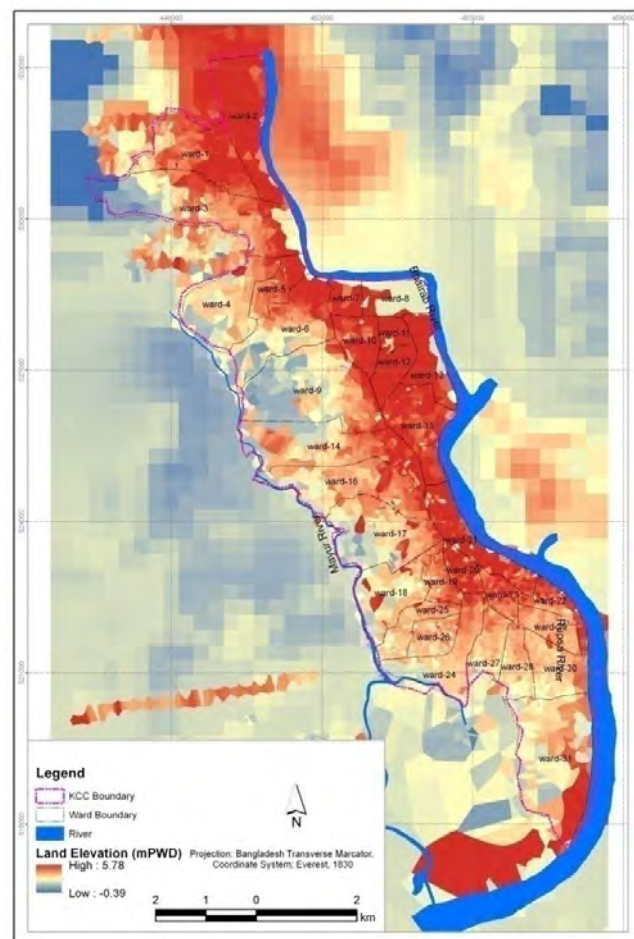 ward-2
ward-1
ward-3
ward-5
ward-4
ward-7
ward-8
Bhairab River
ward-6
ward-10
ward-11
ward-12
ward-13
ward-9
ward-15
ward-14
ward-16
Mayur River
ward-17
ward-21
ward-20
ward-19
ward-18
ward-22
ward-25
ward-26
Rupsa River
ward-27
ward-28
ward-30
ward-24
ward-31
Legend
KCC Boundary
Ward Boundary
River
Land Elevation (mPWD)
High : 5.78
Low : -0.39
N
Projection: Bangladesh Transverse Marcator.
Coordinate System: Everest, 1830
2 1 0 2
km